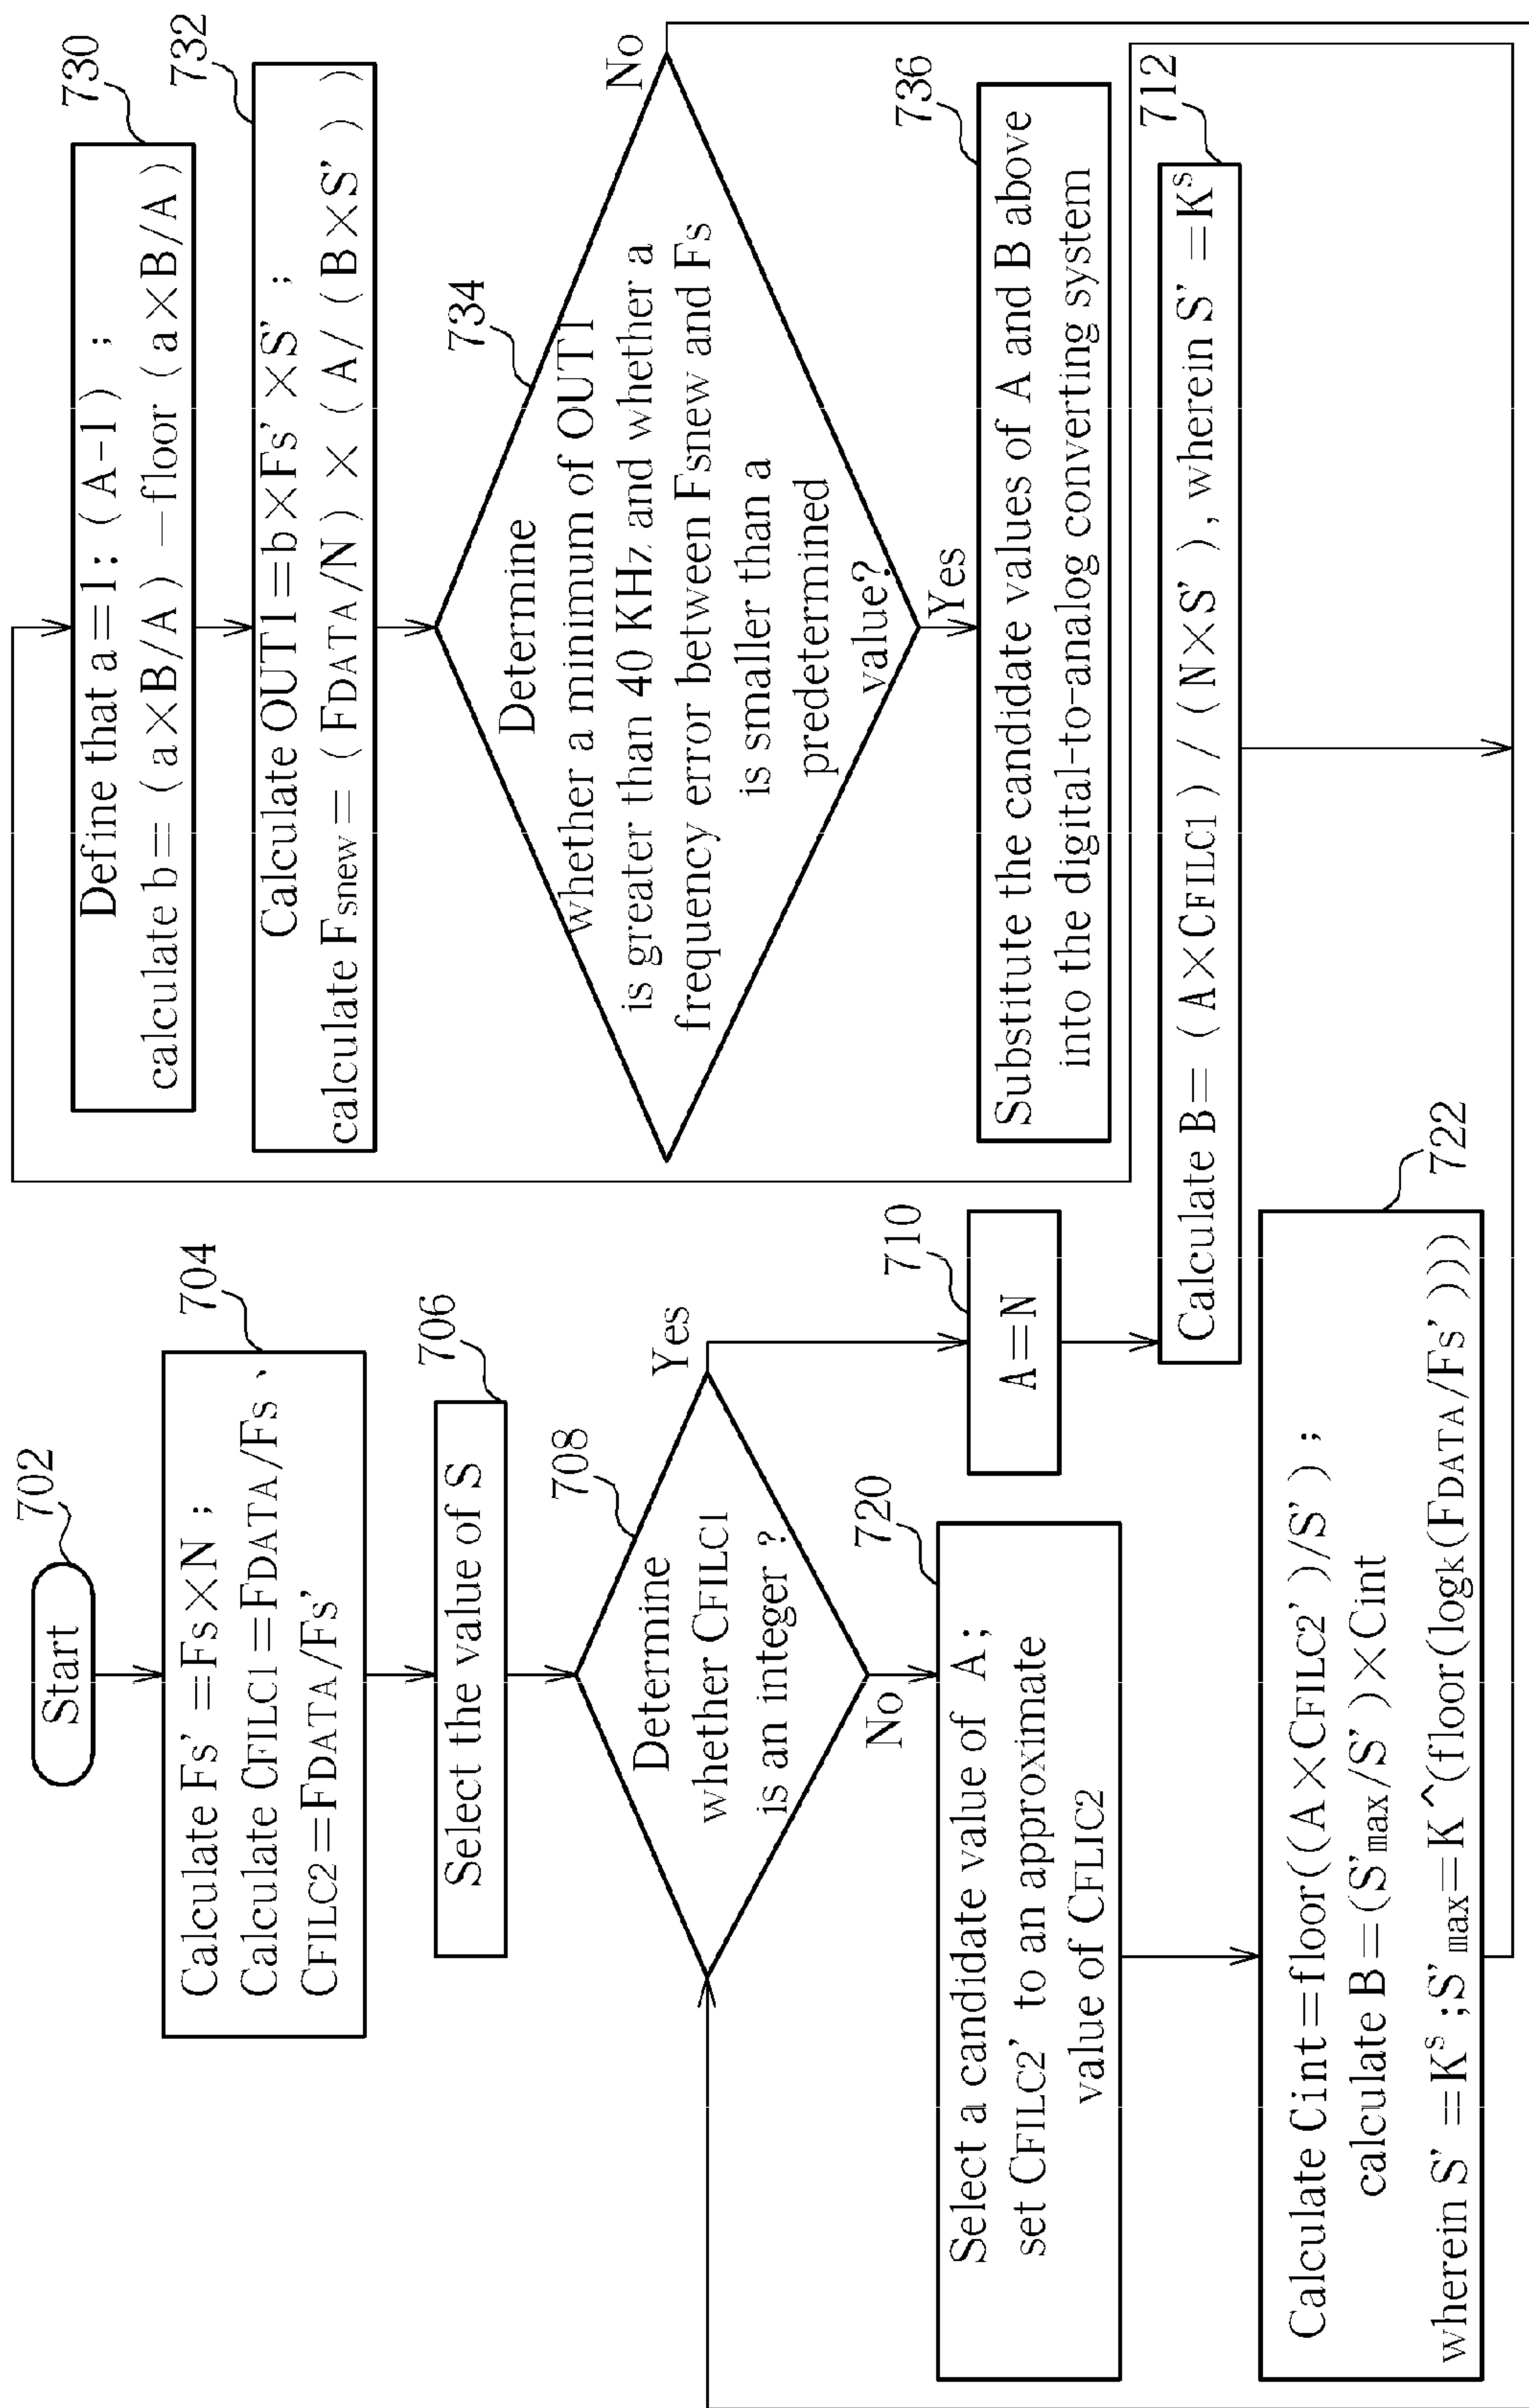 Start
702
Calculate Fs'=Fs×N;
Calculate CFILC1=FDATA/Fs、
CFILC2=FDATA/Fs'
704
Select the value of S
706
Determine
whether CFILC1
is an integer?
708
Yes
No
A=N
710
Calculate B=(A×CFILC1)/(N×S'), wherein S'=K^s
712
Select a candidate value of A;
set CFILC2' to an approximate
value of CFLIC2
720
Calculate Cint=floor((A×CFILC2')/S');
calculate B=(S'max/S')×Cint
wherein S'=K^s;S'max=K^(floor(logk(FDATA/Fs')))
722
Define that a=1:(A-1);
calculate b=(a×B/A)-floor(a×B/A)
730
Calculate OUT1=b×Fs'×S';
calculate Fsnew=(FDATA/N)×(A/(B×S'))
732
Determine
whether a minimum of OUT1
is greater than 40 KHz and whether a
frequency error between Fsnew and Fs
is smaller than a
predetermined
value?
734
No
Yes
Substitute the candidate values of A and B above
into the digital-to-analog converting system
736